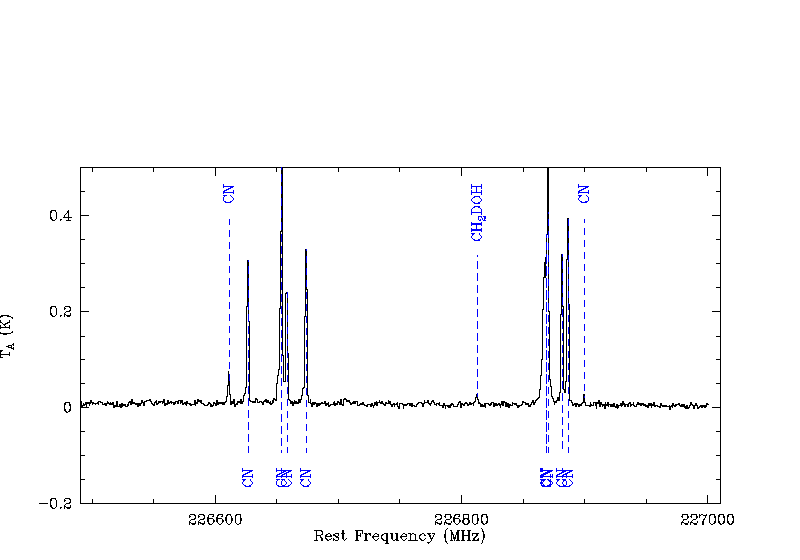 CN
CH₂DOH
CN
0.4
0.2
0
-0.2
T_A (K)
CN
CN
CN
CN
CN
CN
CN
CN
226600
226800
227000
Rest Frequency (MHz)